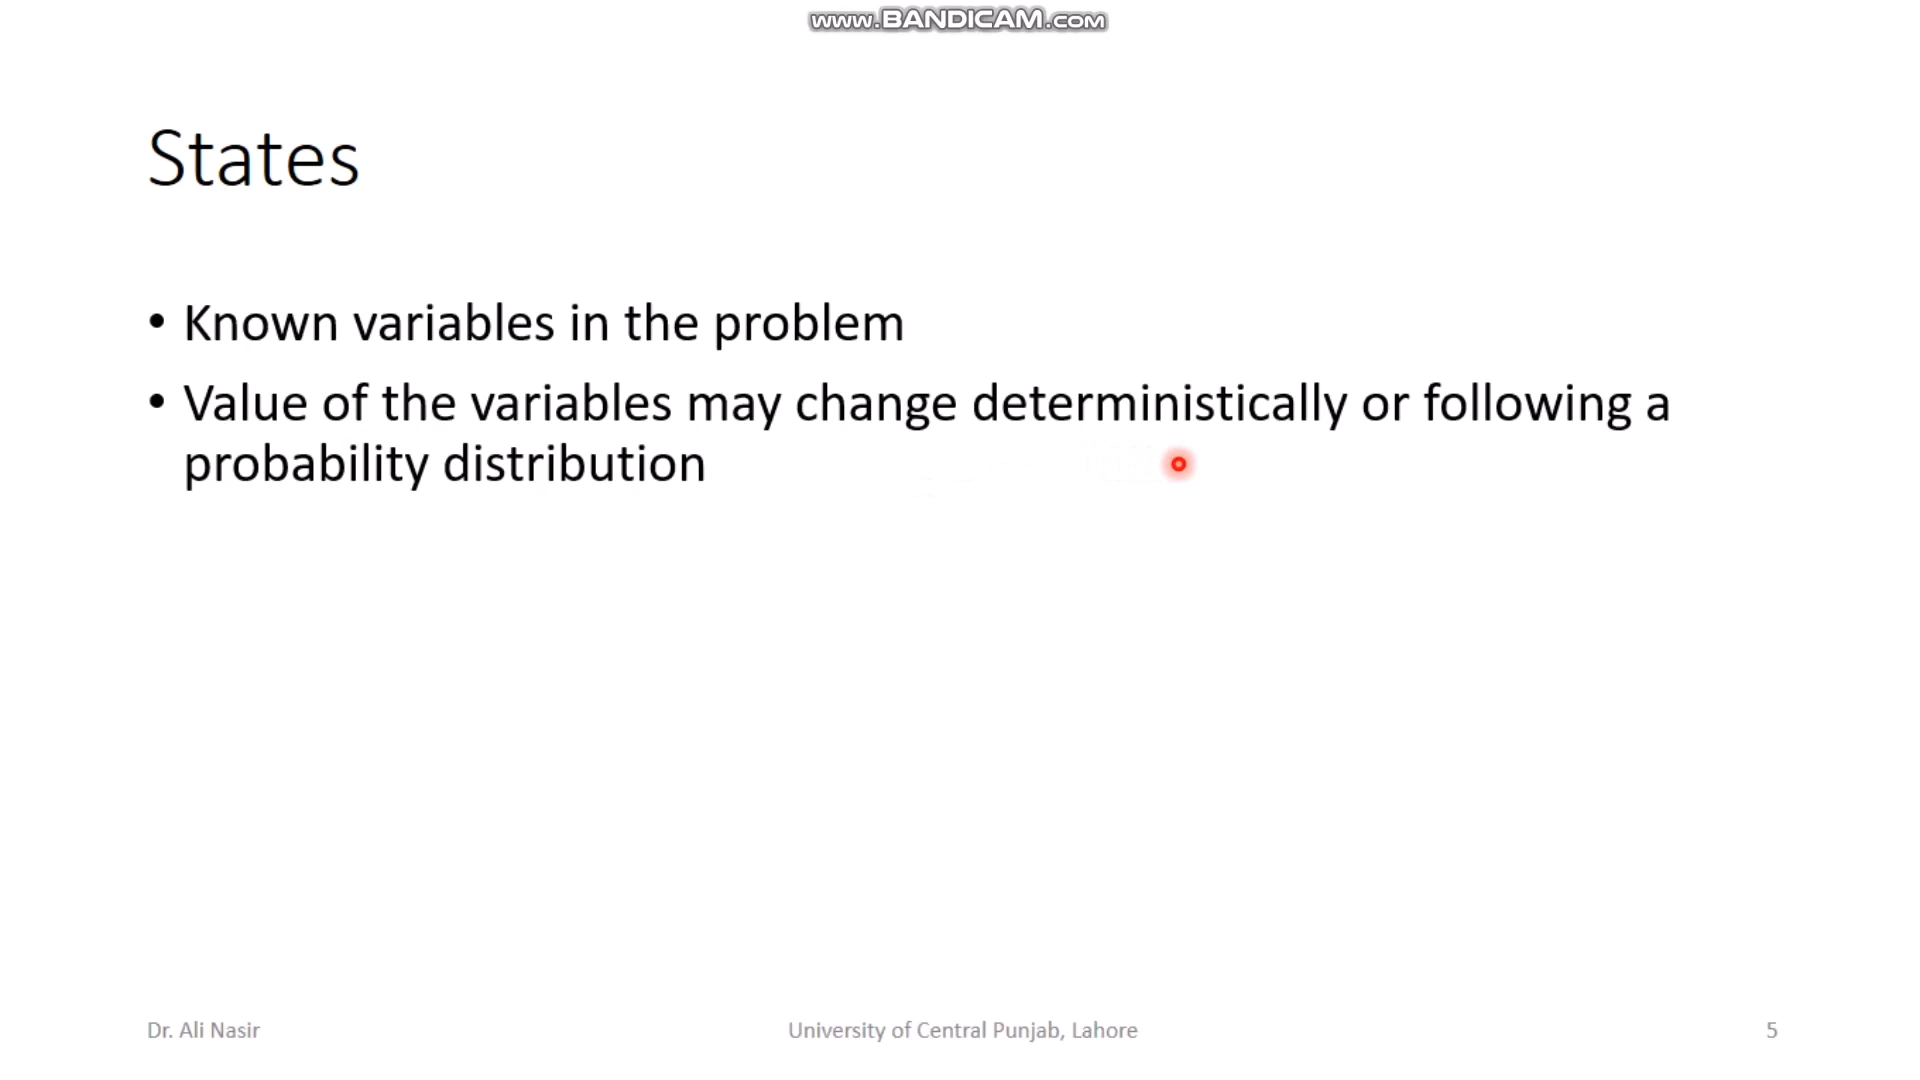 www.BANDICAM.com
States
• Known variables in the problem
• Value of the variables may change deterministically or following a
probability distribution
Dr. Ali Nasir
University of Central Punjab, Lahore
5